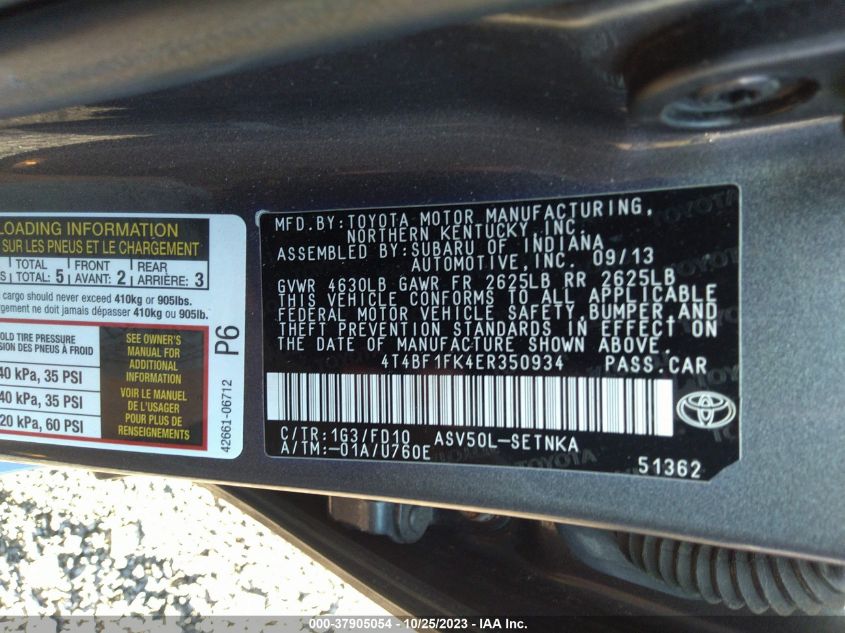 LOADING INFORMATION
SUR LES PNEUS ET LE CHARGEMENT
TOTAL FRONT REAR
TOTAL: 5 AVANT: 2 ARRIÈRE: 3
cargo should never exceed 410kg or 905lbs.
ne doit jamais dépasser 410kg ou 905lb.
TIRE PRESSURE
DES PNEUS À FROID
kPa, 35 PSI
kPa, 35 PSI
kPa, 60 PSI
SEE OWNER'S
MANUAL FOR
ADDITIONAL
INFORMATION
VOIR LE MANUEL
DE L'USAGER
POUR PLUS DE
RENSEIGNEMENTS
P6
42661-06712
MFD.BY:TOYOTA MOTOR MANUFACTURING,
NORTHERN KENTUCKY,INC.
ASSEMBLED BY:SUBARU OF INDIANA
AUTOMOTIVE,INC. 09/13
GVWR 4630LB GAWR FR 2625LB RR 2625LB
THIS VEHICLE CONFORMS TO ALL APPLICABLE
FEDERAL MOTOR VEHICLE SAFETY,BUMPER,AND
THEFT PREVENTION STANDARDS IN EFFECT ON
THE DATE OF MANUFACTURE SHOWN ABOVE.
4T4BF1FK4ER350934 PASS.CAR
C/TR:1G3/FD10 ASV50L-SETNKA
A/TM:-01A/U760E
51362
000-37905054 - 10/25/2023 - IAA Inc.